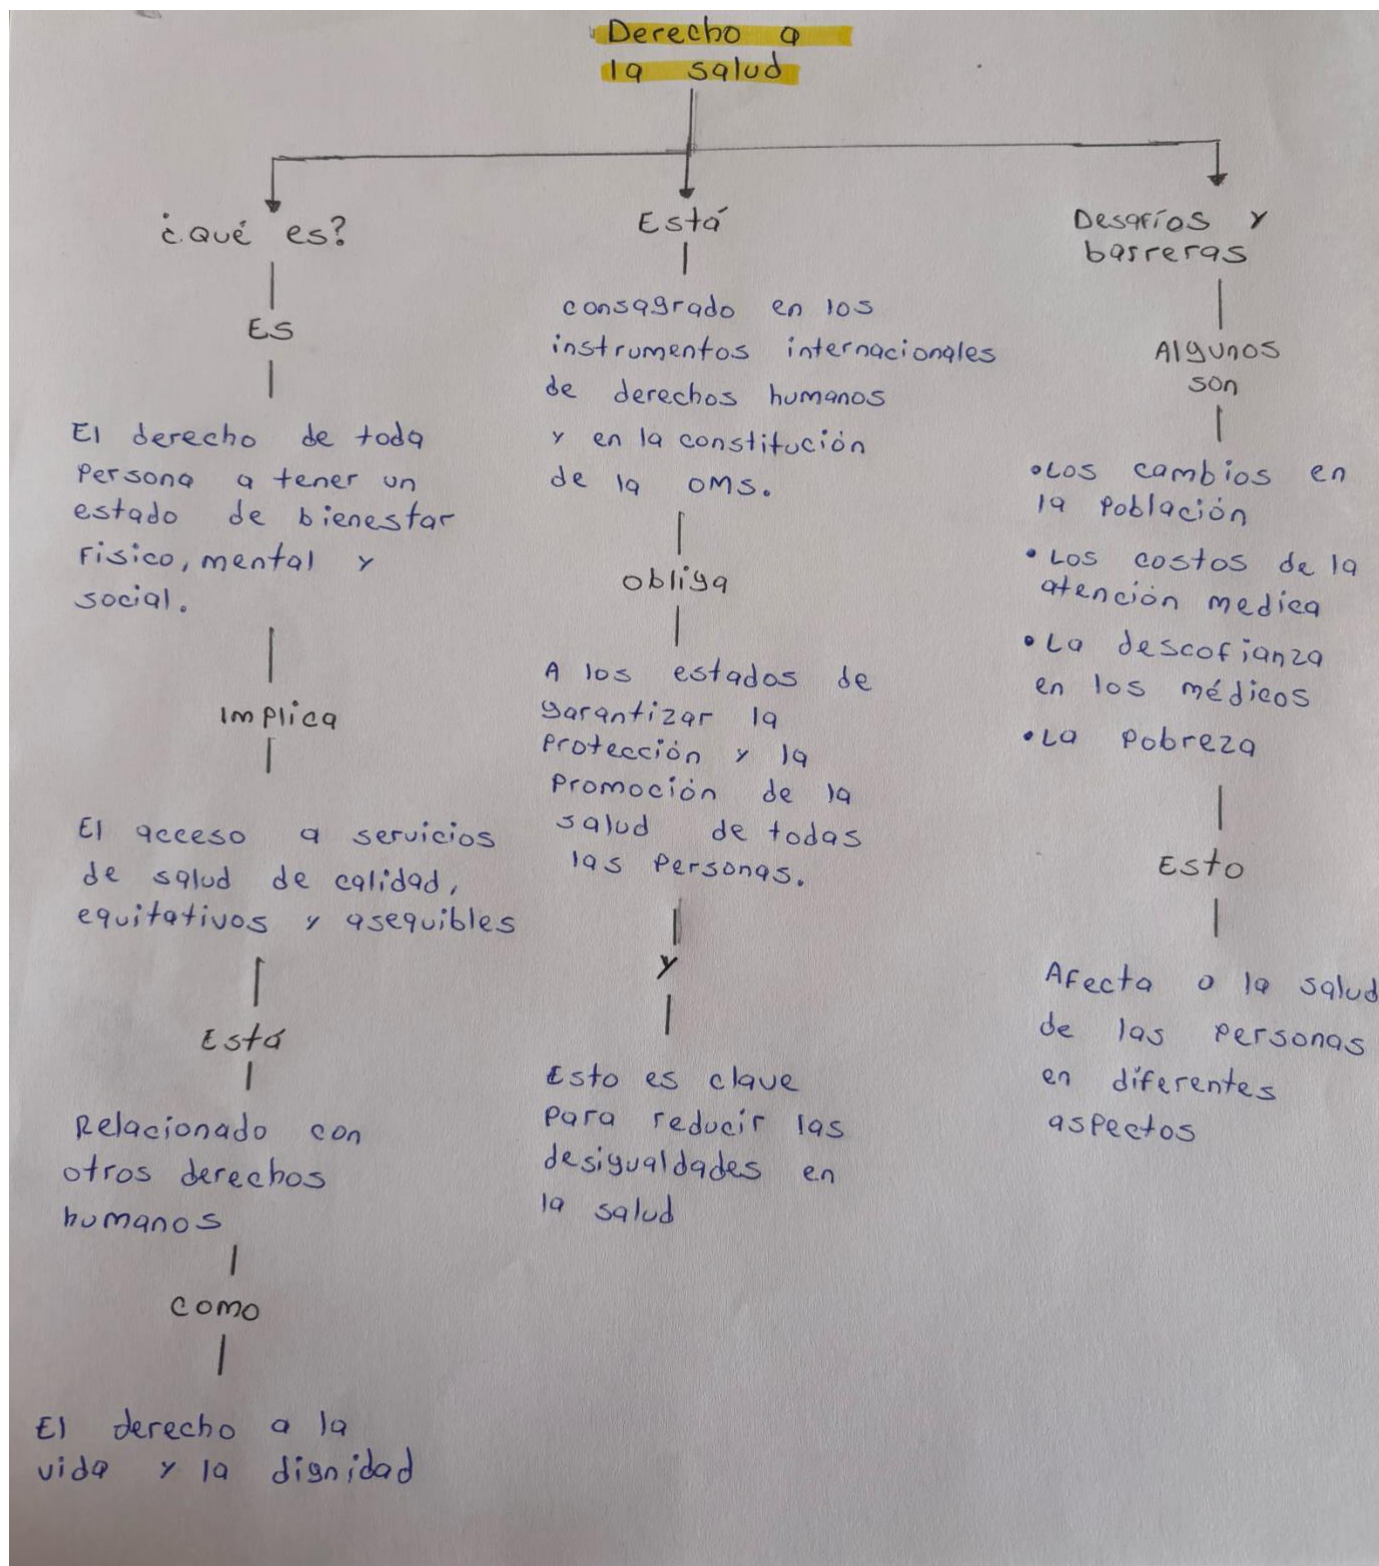 Derecho a
la salud
¿Qué es?
Es
El derecho de toda
Persona a tener un
estado de bienestar
Fisico, mental y
social.
Implica
El acceso a servicios
de salud de calidad,
equitativos y asequibles
Está
Relacionado con
otros derechos
humanos
como
El derecho a la
vida y la dignidad
Está
consagrado en los
instrumentos internacionales
de derechos humanos
y en la constitución
de la OMS.
obliga
A los estados de
garantizar la
Protección y la
Promoción de la
salud de todas
las Personas.
Y
Esto es clave
para reducir las
desigualdades en
la salud
Desafíos y
barreras
Algunos
son
•Los cambios en
la Población
• Los costos de la
atención medica
• La descofianza
en los médicos
•La Pobreza
Esto
Afecta a la salud
de las Personas
en diferentes
aspectos